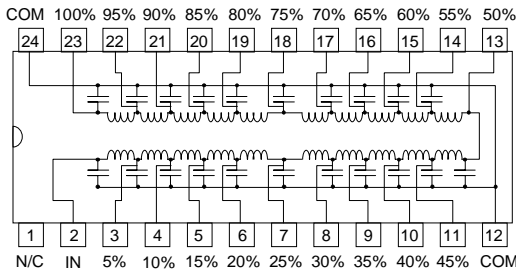 COM 100% 95% 90% 85% 80% 75% 70% 65% 60% 55% 50%
24 23 22 21 20 19 18 17 16 15 14 13
1 2 3 4 5 6 7 8 9 10 11 12
N/C IN 5% 10% 15% 20% 25% 30% 35% 40% 45% COM